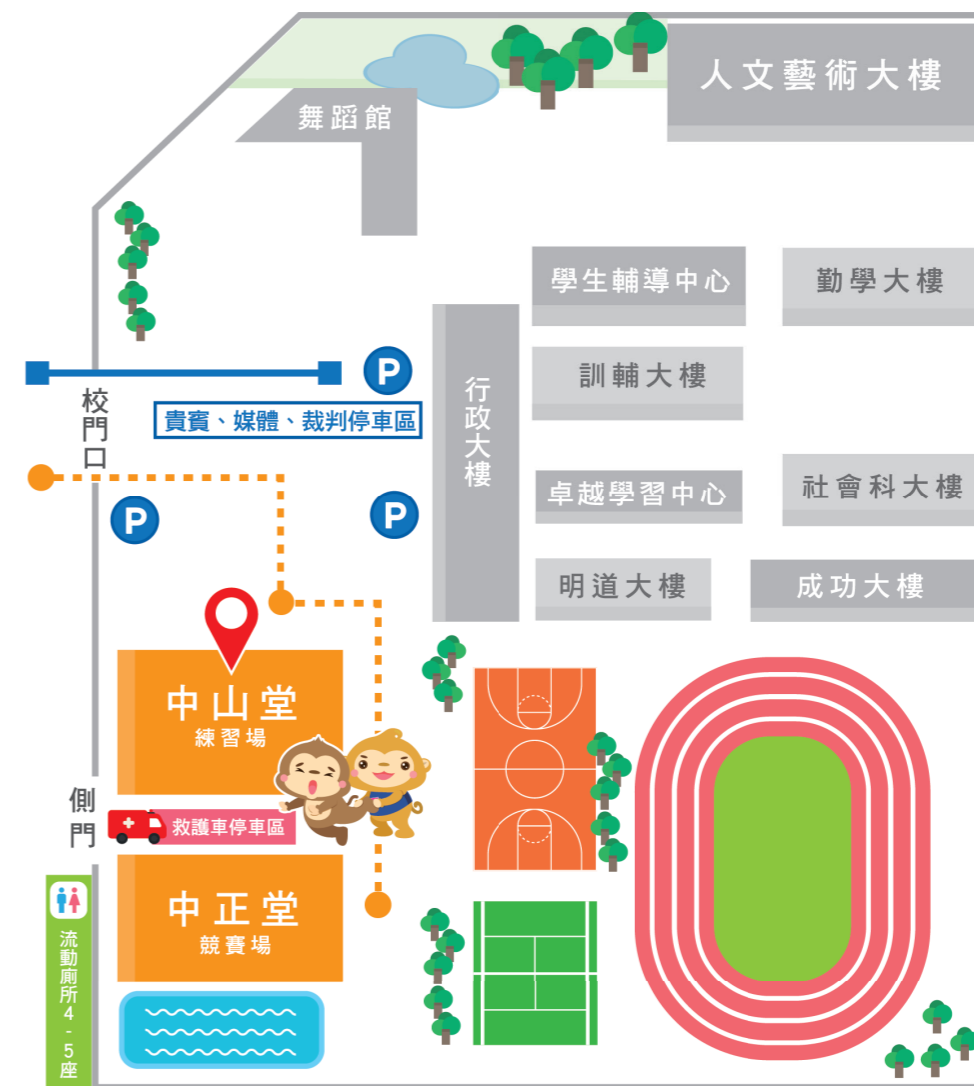 人文藝術大樓
舞蹈館
學生輔導中心
勤學大樓
訓輔大樓
行政大樓
P
貴賓、媒體、裁判停車區
校門口
卓越學習中心
社會科大樓
P
P
明道大樓
成功大樓
中山堂
練習場
側門
救護車停車區
中正堂
競賽場
流動廁所4-5座